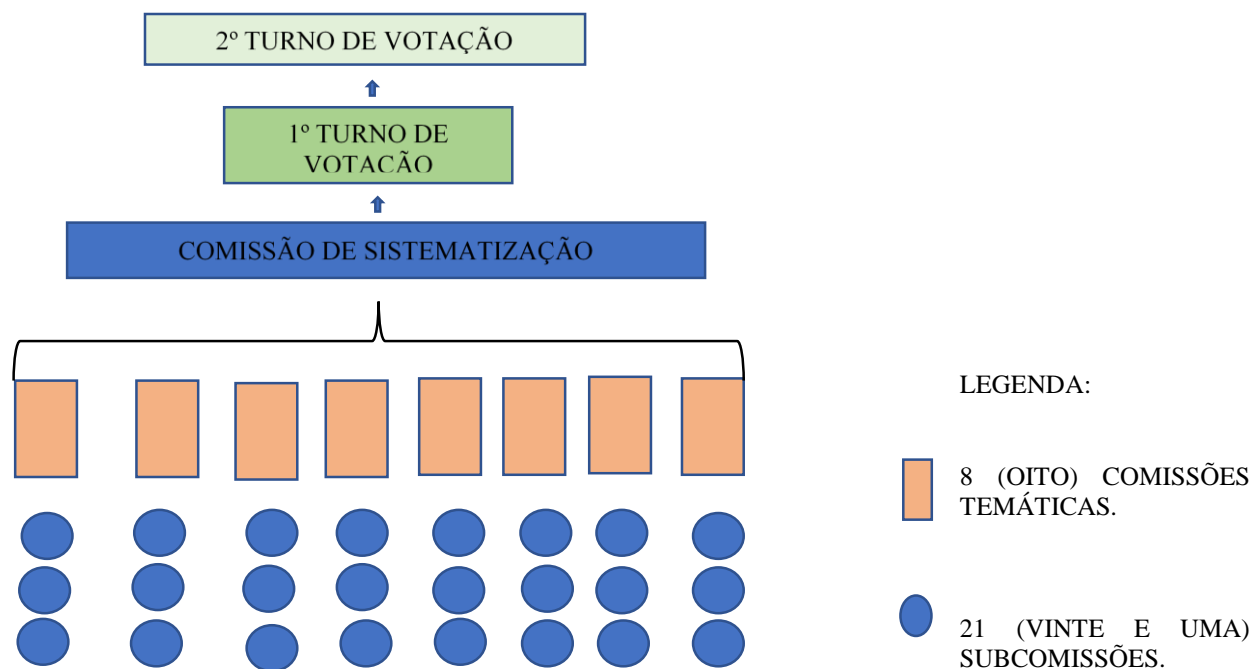 2º TURNO DE VOTAÇÃO
1º TURNO DE
VOTAÇÃO
COMISSÃO DE SISTEMATIZAÇÃO
LEGENDA:
8 (OITO) COMISSÕES
TEMÁTICAS.
21 (VINTE E UMA)
SUBCOMISSÕES.